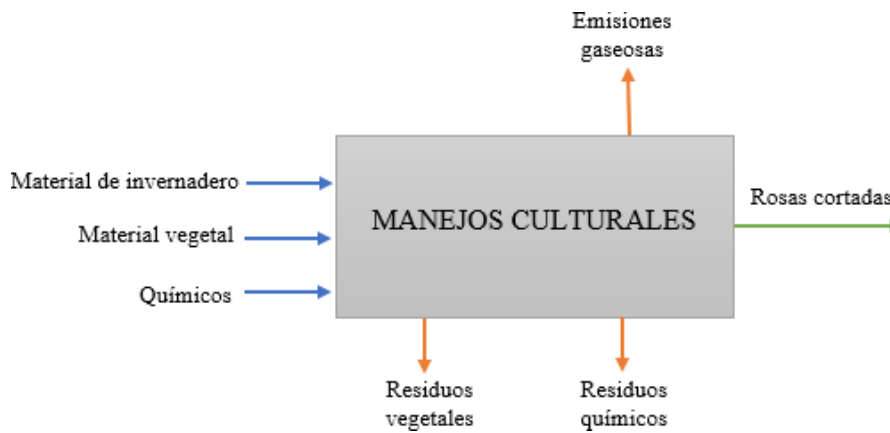 Emisiones
gaseosas
Material de invernadero
Material vegetal
Químicos
MANEJOS CULTURALES
Rosas cortadas
Residuos
vegetales
Residuos
químicos